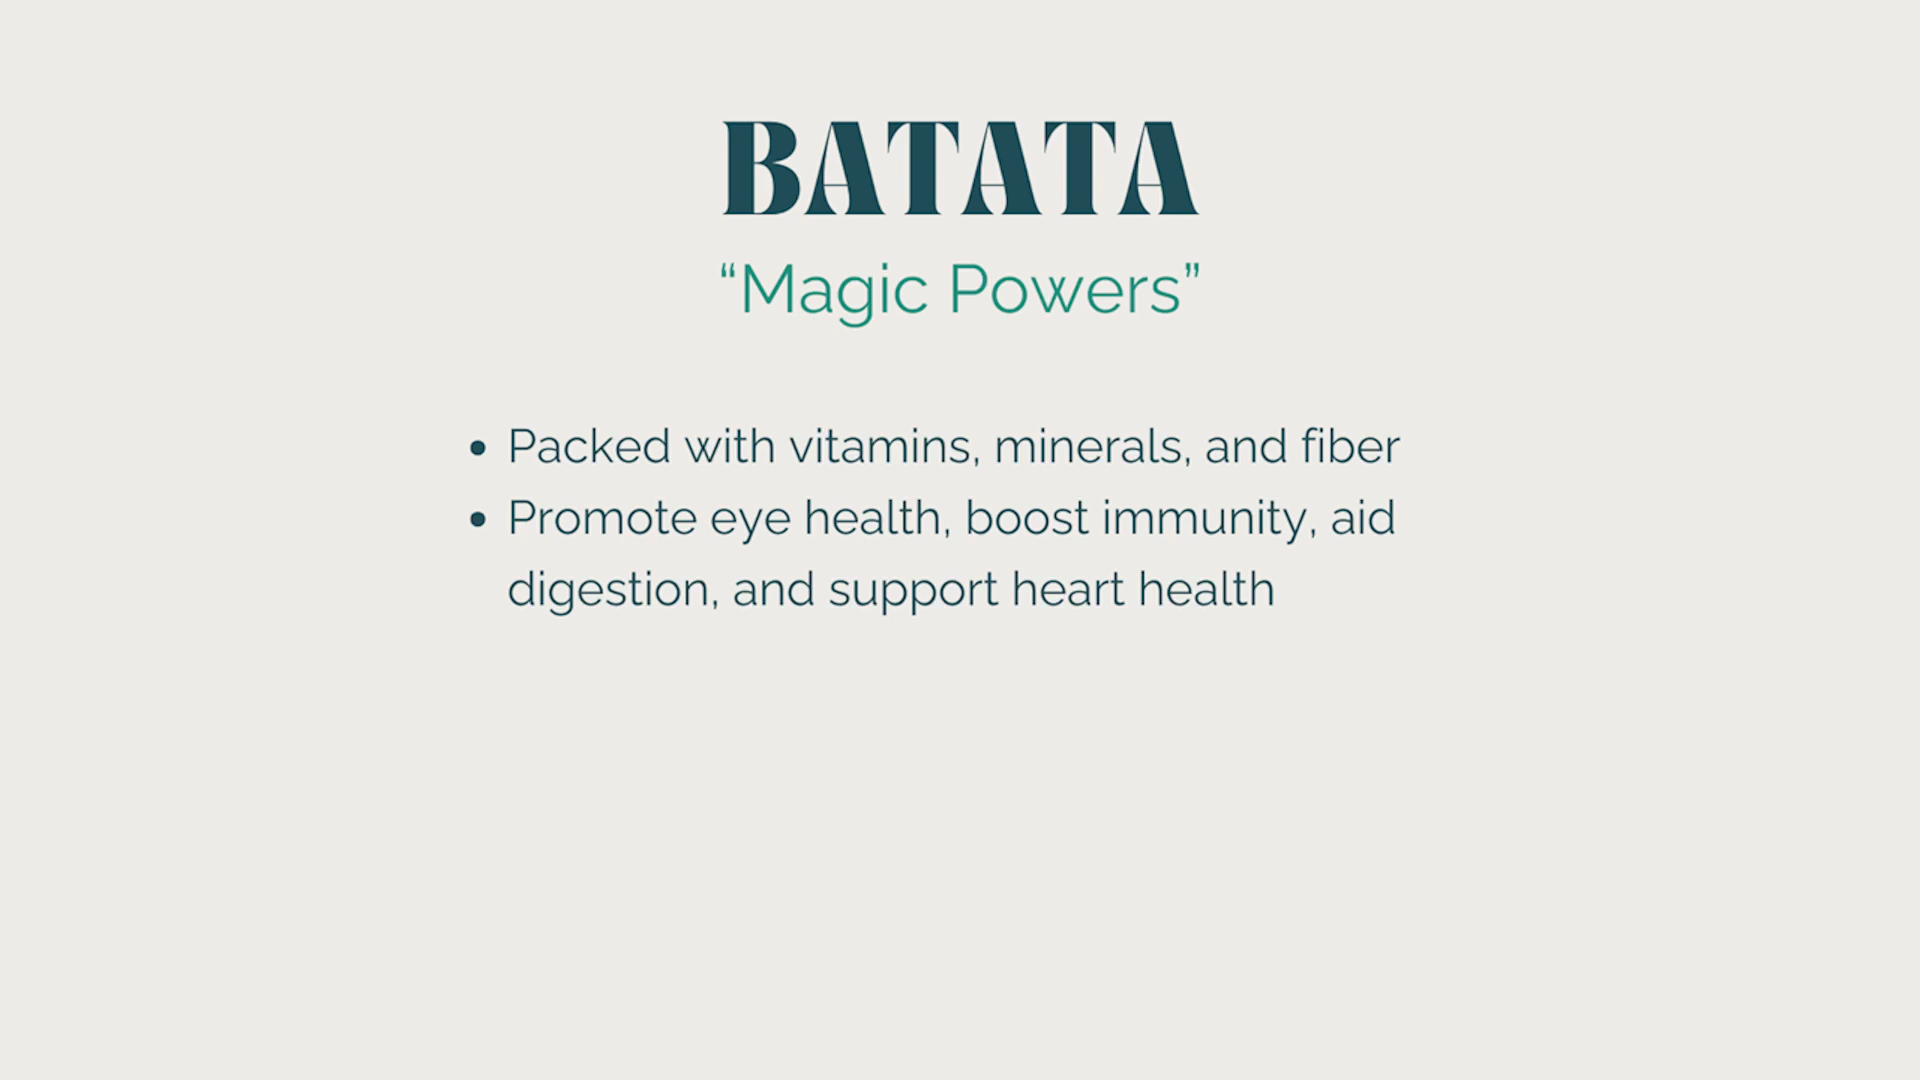 BATATA
“Magic Powers”
• Packed with vitamins, minerals, and fiber
• Promote eye health, boost immunity, aid
digestion, and support heart health